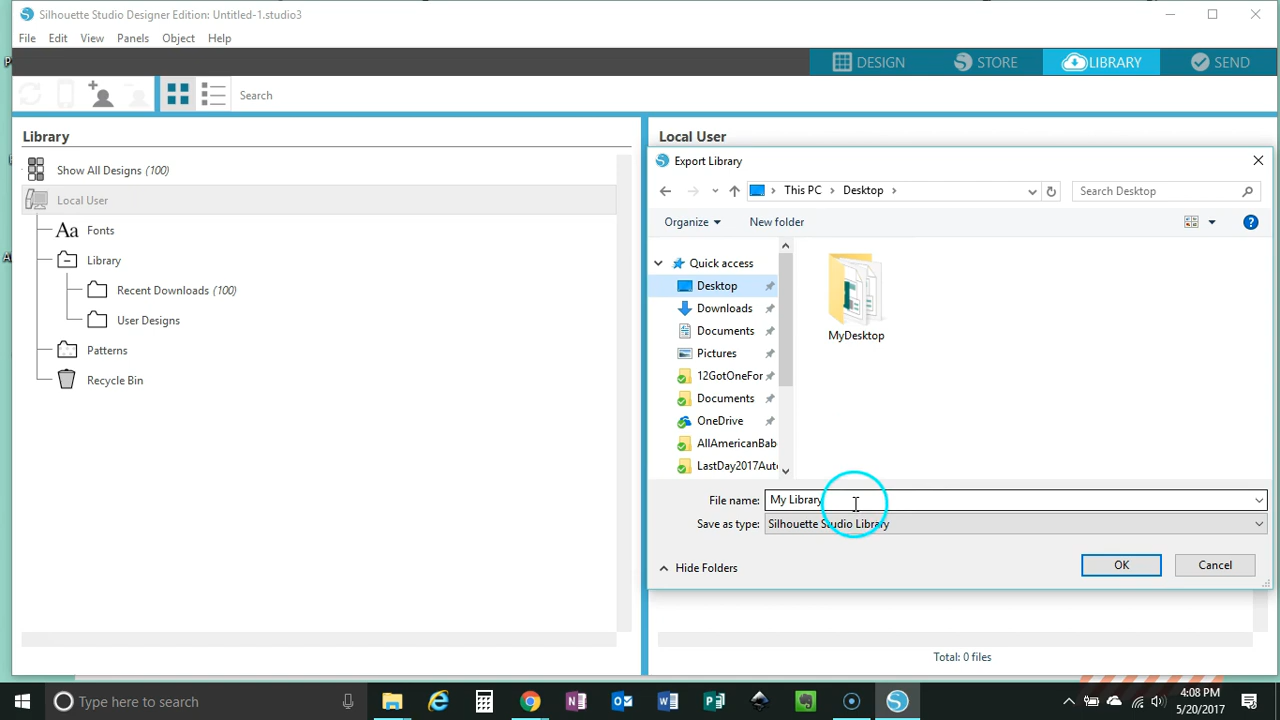 Silhouette Studio Designer Edition: Untitled-1.studio3
File Edit View Panels Object Help
DESIGN STORE LIBRARY SEND
Search
Library
Show All Designs (100)
Local User
Aa Fonts
Library
Recent Downloads (100)
User Designs
Patterns
Recycle Bin
Local User
Export Library
This PC Desktop
Search Desktop
Organize New folder
Quick access
Desktop
Downloads
Documents
Pictures
12GotOneFor
Documents
OneDrive
AllAmericanBab
LastDay2017Aut
MyDesktop
File name: My Library
Save as type: Silhouette Studio Library
Hide Folders
OK Cancel
Total: 0 files
Type here to search
4:08 PM
5/20/2017